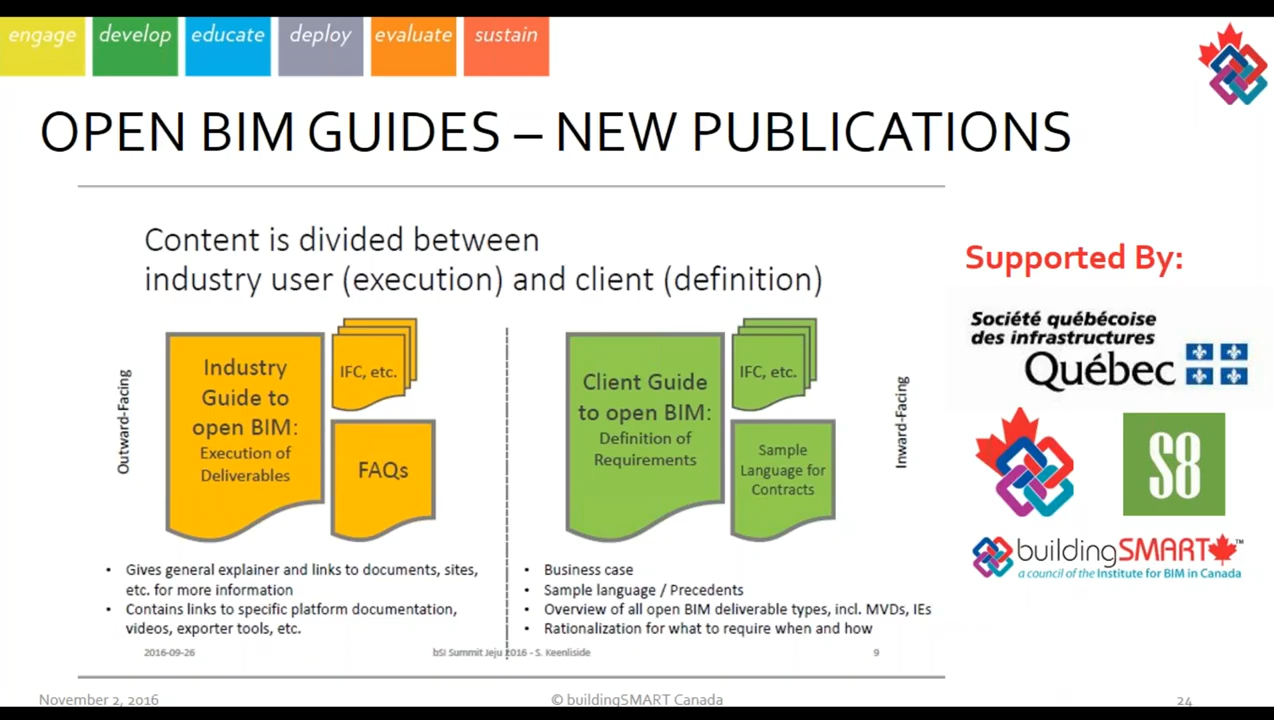 engage develop educate deploy evaluate sustain
OPEN BIM GUIDES – NEW PUBLICATIONS
Content is divided between
industry user (execution) and client (definition)
Outward-Facing
Industry
Guide to
open BIM:
Execution of
Deliverables
IFC, etc.
FAQs
Client Guide
to open BIM:
Definition of
Requirements
IFC, etc.
Sample
Language for
Contracts
Inward-Facing
• Gives general explainer and links to documents, sites,
etc. for more information
• Contains links to specific platform documentation,
videos, exporter tools, etc.
• Business case
• Sample language / Precedents
• Overview of all open BIM deliverable types, incl. MVDs, IEs
• Rationalization for what to require when and how
2016-09-26
bSI Summit Jeju 2016 - S. Keenliside
9
Supported By:
Société québécoise
des infrastructures
Québec
S8
buildingSMART™
a council of the Institute for BIM in Canada
November 2, 2016
© buildingSMART Canada
24